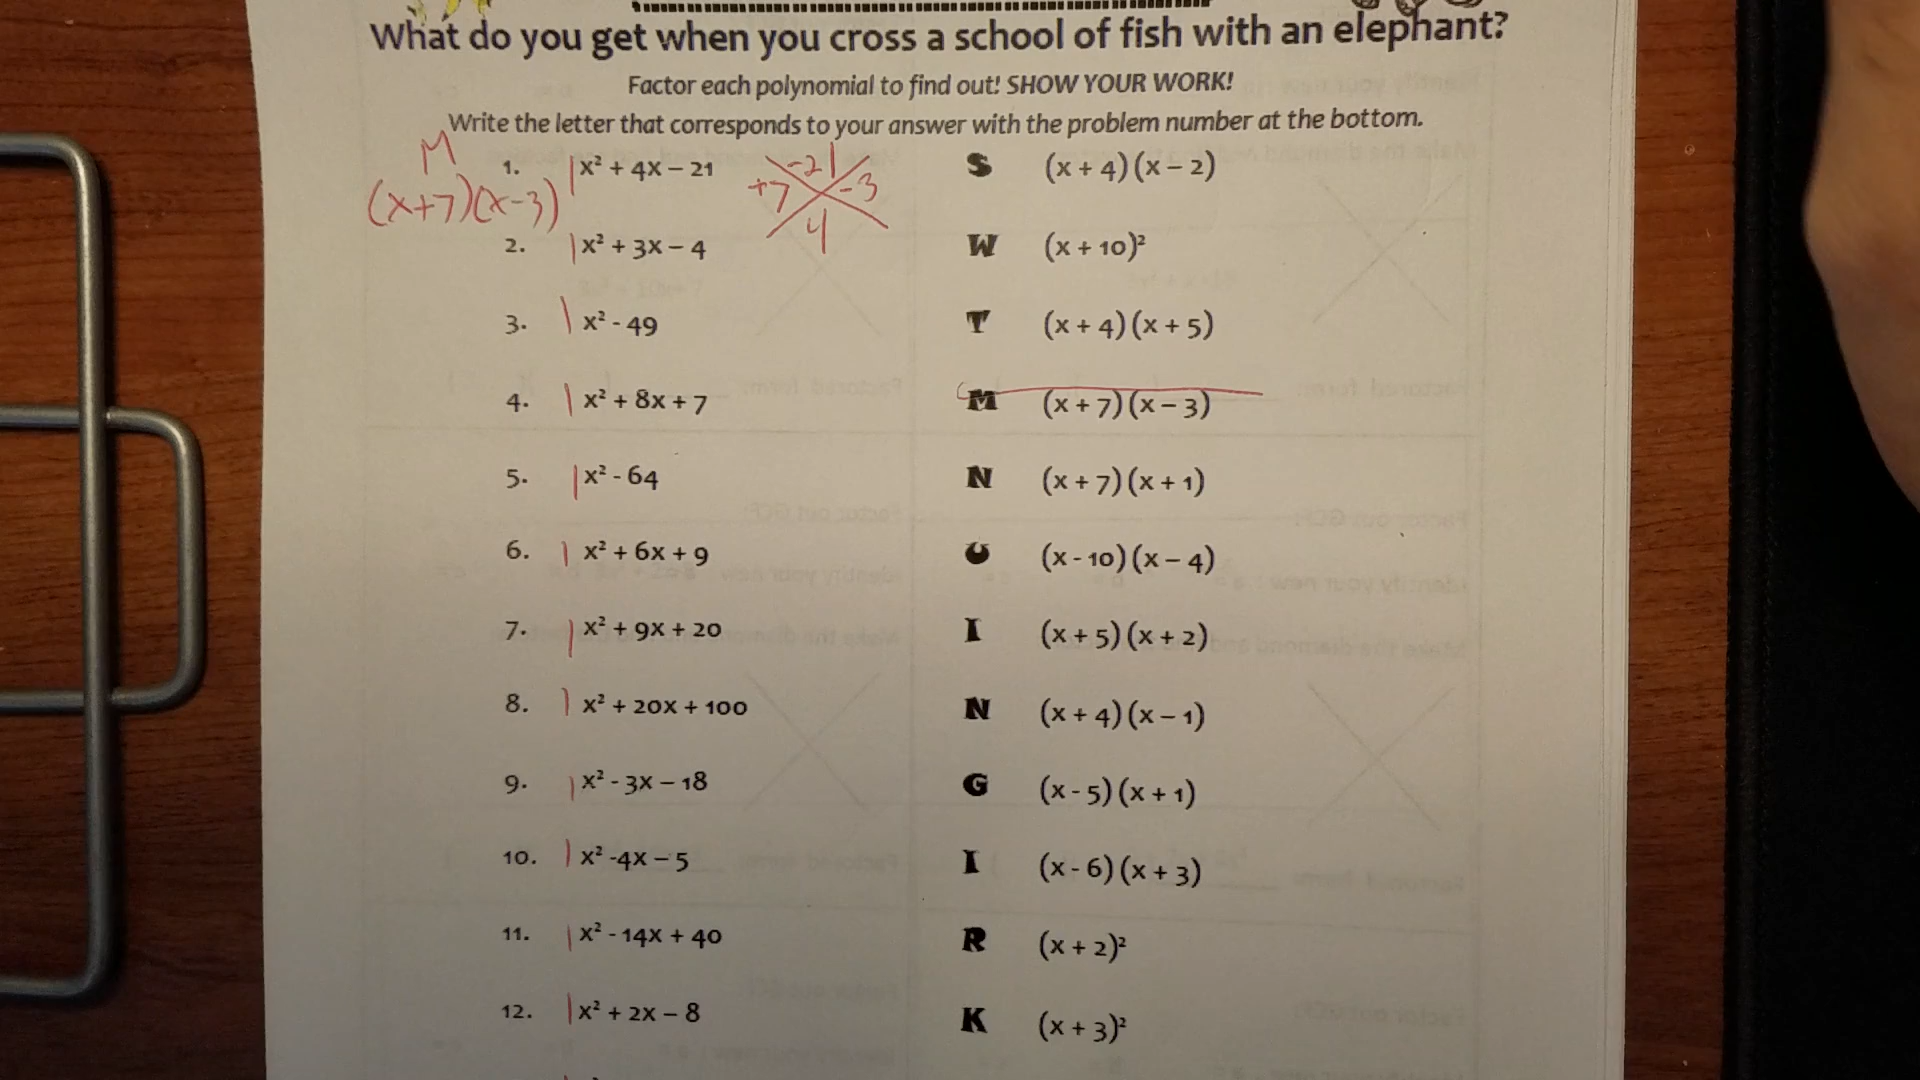 What do you get when you cross a school of fish with an elephant?
Factor each polynomial to find out! SHOW YOUR WORK!
Write the letter that corresponds to your answer with the problem number at the bottom.
M
1. |x² + 4x – 21
(x+7)(x-3)
-21
+7 -3
4
S (x + 4)(x – 2)
2. |x² + 3x – 4
W (x + 10)²
3. |x² - 49
T (x + 4)(x + 5)
4. |x² + 8x + 7
M (x + 7)(x – 3)
5. |x² - 64
N (x + 7)(x + 1)
6. |x² + 6x + 9
U (x - 10)(x – 4)
7. |x² + 9x + 20
I (x + 5)(x + 2)
8. |x² + 20x + 100
N (x + 4)(x – 1)
9. |x² - 3x – 18
G (x - 5)(x + 1)
10. |x² -4x – 5
I (x - 6)(x + 3)
11. |x² - 14x + 40
R (x + 2)²
12. |x² + 2x – 8
K (x + 3)²